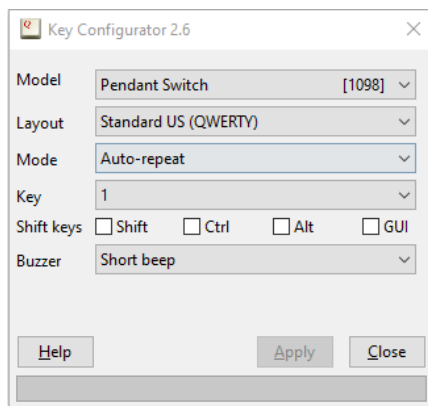 Key Configurator 2.6
Model Pendant Switch [1098]
Layout Standard US (QWERTY)
Mode Auto-repeat
Key 1
Shift keys Shift Ctrl Alt GUI
Buzzer Short beep
Help Apply Close